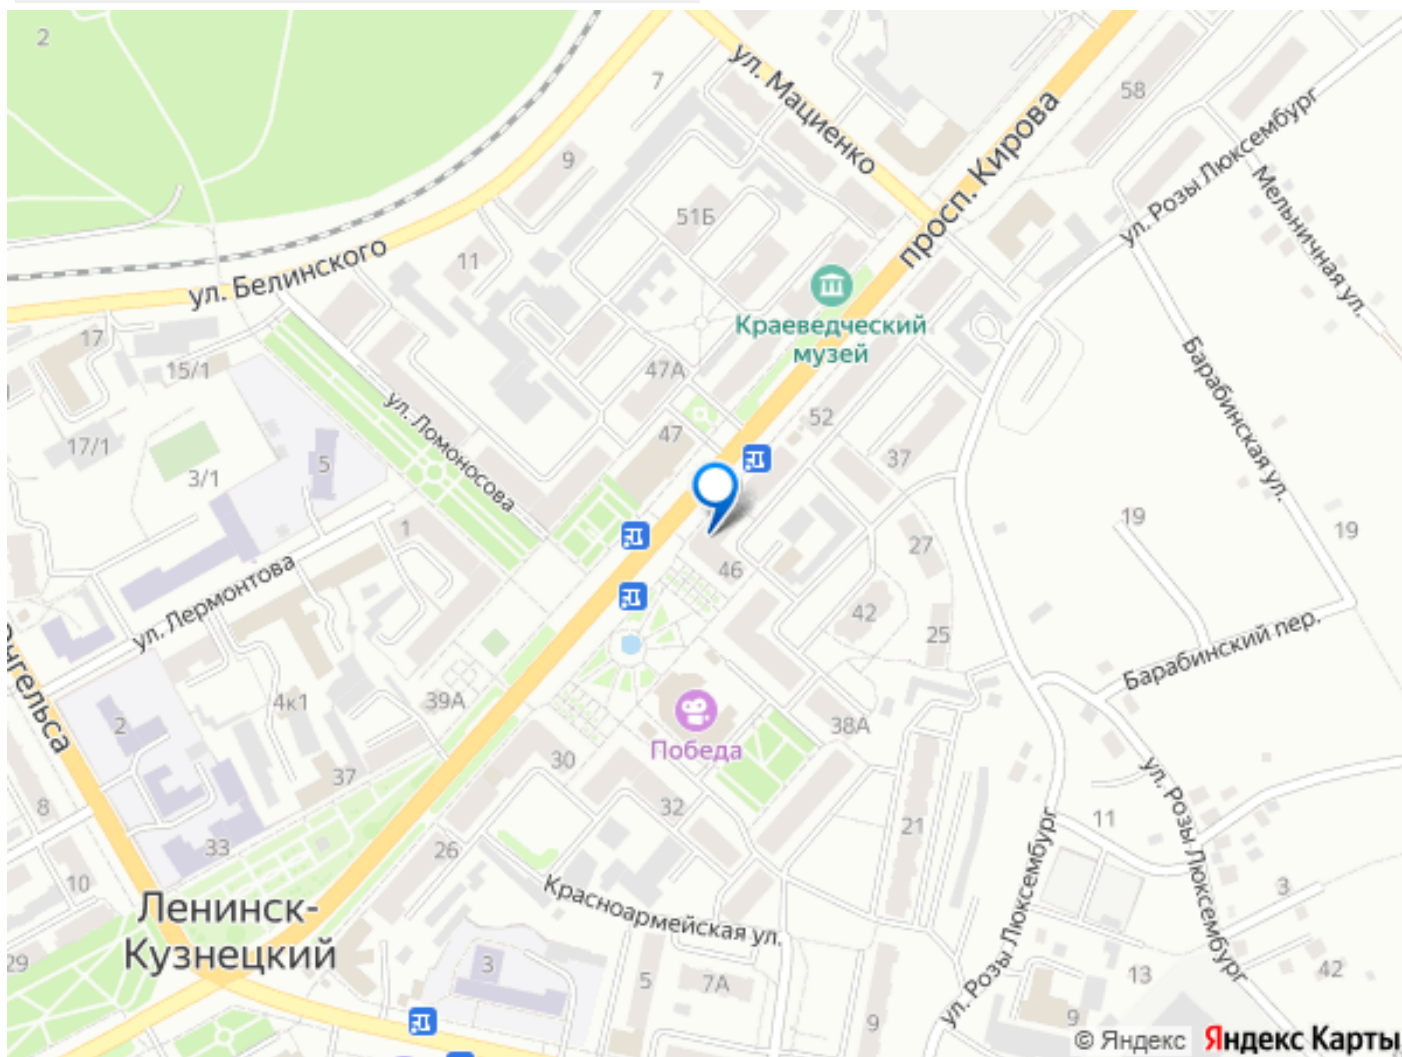 2
7
ул. Мациенко
58
просп. Кирова
ул. Розы Люксембург
Мельничная ул.
9
51Б
11
ул. Белинского
Краеведческий
музей
17
15/1
47А
Барабинская ул.
ул. Ломоносова
52
47
37
17/1
5
3/1
19
19
1
27
46
42
25
ул. Лермонтова
Барабинский пер.
Энгельса
4к1
39А
2
38А
Победа
30
37
32
8
33
26
21
11
ул. Розы Люксембург
ул. Розы Люксембург
10
Красноармейская ул.
3
Ленинск-
Кузнецкий
29
3
5
7А
13
42
9
9
© Яндекс Яндекс Карты